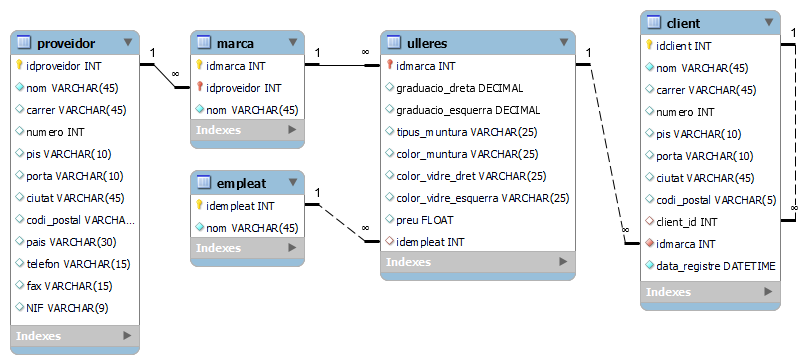 proveidor
idproveidor INT
nom VARCHAR(45)
carrer VARCHAR(45)
numero INT
pis VARCHAR(10)
porta VARCHAR(10)
ciutat VARCHAR(45)
codi_postal VARCHA...
pais VARCHAR(30)
telefon VARCHAR(15)
fax VARCHAR(15)
NIF VARCHAR(9)
Indexes
1
∞
marca
idmarca INT
idproveidor INT
nom VARCHAR(45)
Indexes
1
∞
empleat
idempleat INT
nom VARCHAR(45)
Indexes
1
∞
ulleres
idmarca INT
graduacio_dreta DECIMAL
graduacio_esquerra DECIMAL
tipus_muntura VARCHAR(25)
color_muntura VARCHAR(25)
color_vidre_dret VARCHAR(25)
color_vidre_esquerra VARCHAR(25)
preu FLOAT
idempleat INT
Indexes
1
∞
client
idclient INT
nom VARCHAR(45)
carrer VARCHAR(45)
numero INT
pis VARCHAR(10)
porta VARCHAR(10)
ciutat VARCHAR(45)
codi_postal VARCHAR(5)
client_id INT
idmarca INT
data_registre DATETIME
Indexes
1
∞